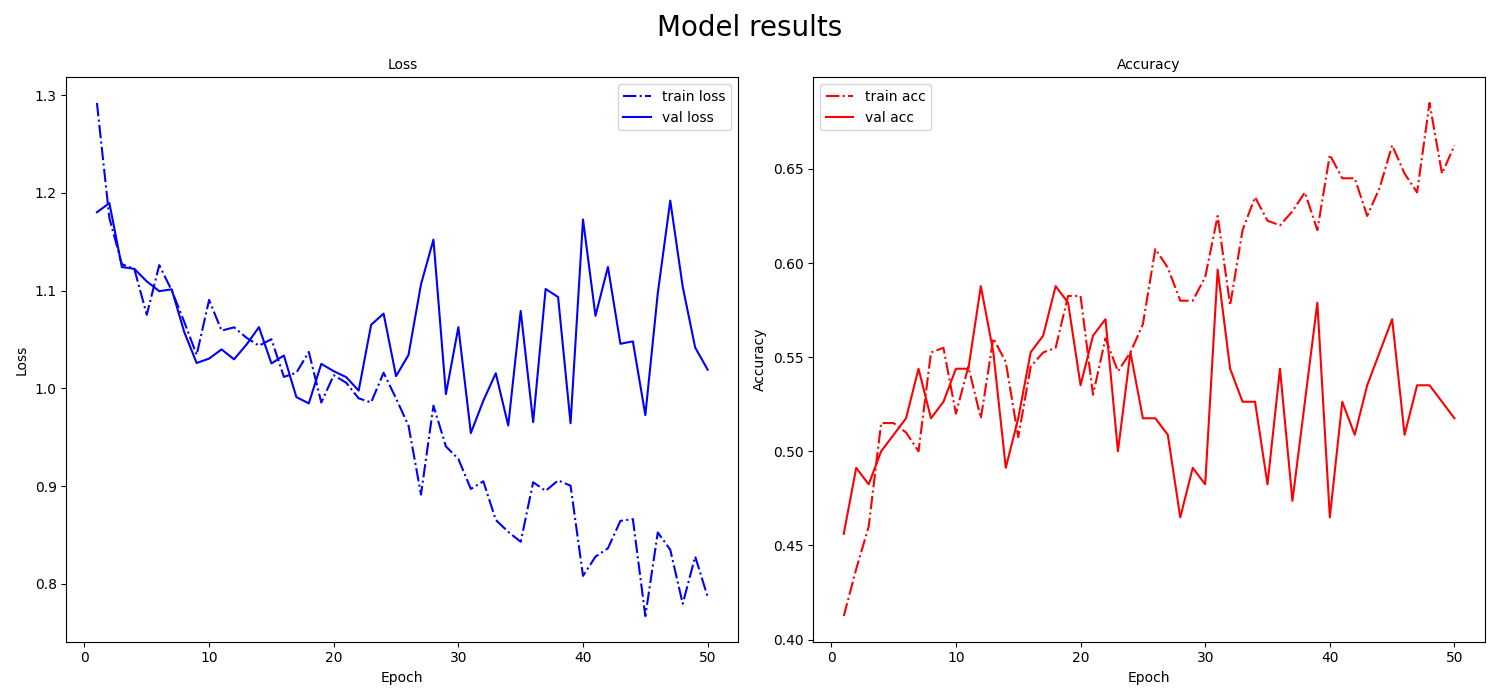 Model results
Loss
train loss
val loss
Loss
1.3
1.2
1.1
1.0
0.9
0.8
0 10 20 30 40 50
Epoch
Accuracy
train acc
val acc
Accuracy
0.65
0.60
0.55
0.50
0.45
0.40
0 10 20 30 40 50
Epoch